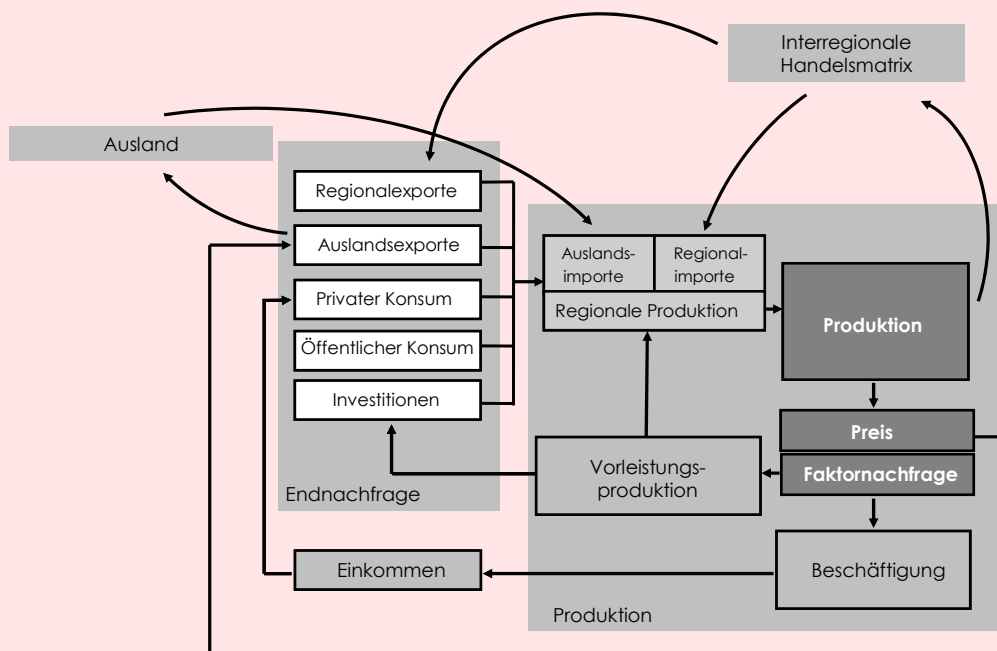 Interregionale
Handelsmatrix
Ausland
Regionalexporte
Auslandsexporte
Privater Konsum
Öffentlicher Konsum
Investitionen
Endnachfrage
Auslands-
importe
Regional-
importe
Regionale Produktion
Produktion
Preis
Faktornachfrage
Vorleistungs-
produktion
Einkommen
Beschäftigung
Produktion